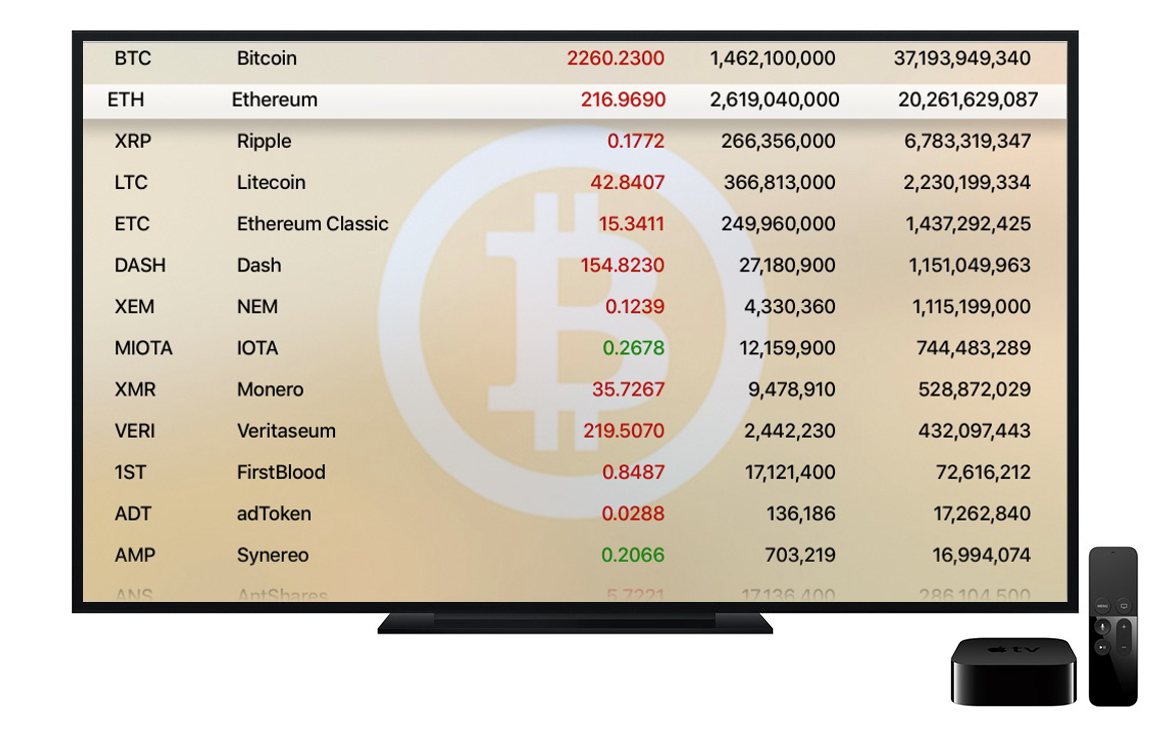 BTC Bitcoin 2260.2300 1,462,100,000 37,193,949,340
ETH Ethereum 216.9690 2,619,040,000 20,261,629,087
XRP Ripple 0.1772 266,356,000 6,783,319,347
LTC Litecoin 42.8407 366,813,000 2,230,199,334
ETC Ethereum Classic 15.3411 249,960,000 1,437,292,425
DASH Dash 154.8230 27,180,900 1,151,049,963
XEM NEM 0.1239 4,330,360 1,115,199,000
MIOTA IOTA 0.2678 12,159,900 744,483,289
XMR Monero 35.7267 9,478,910 528,872,029
VERI Veritaseum 219.5070 2,442,230 432,097,443
1ST FirstBlood 0.8487 17,121,400 72,616,212
ADT adToken 0.0288 136,186 17,262,840
AMP Synereo 0.2066 703,219 16,994,074
ANS AntShares 5.7221 17,136,400 286,104,500
MENU
tv